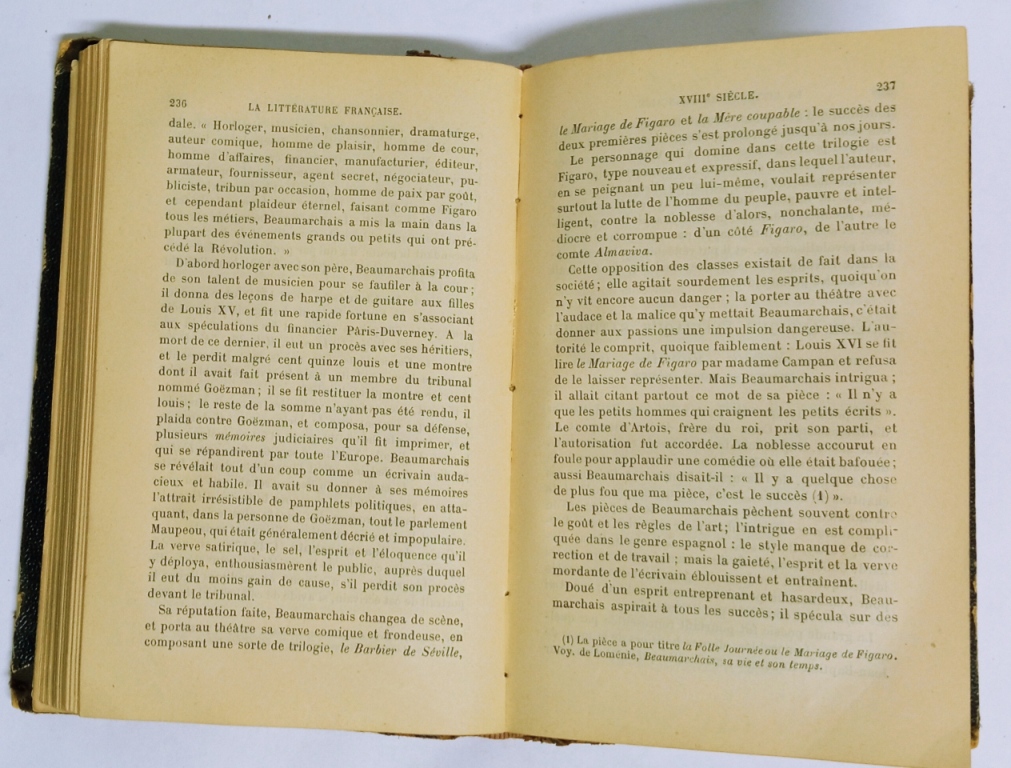 236
LA LITTÉRATURE FRANÇAISE.
dale. « Horloger, musicien, chansonnier, dramaturge,
auteur comique, homme de plaisir, homme de cour,
homme d'affaires, financier, manufacturier, éditeur,
armateur, fournisseur, agent secret, négociateur, pu-
bliciste, tribun par occasion, homme de paix par goût,
et cependant plaideur éternel, faisant comme Figaro
tous les métiers, Beaumarchais a mis la main dans la
plupart des événements grands ou petits qui ont pré-
cédé la Révolution. »
D'abord horloger avec son père, Beaumarchais profita
de son talent de musicien pour se faufiler à la cour ;
il donna des leçons de harpe et de guitare aux filles
de Louis XV, et fit une rapide fortune en s'associant
aux spéculations du financier Pâris-Duverney. A la
mort de ce dernier, il eut un procès avec ses héritiers,
et le perdit malgré cent quinze louis et une montre
dont il avait fait présent à un membre du tribunal
nommé Goëzman ; il se fit restituer la montre et cent
louis ; le reste de la somme n'ayant pas été rendu, il
plaida contre Goëzman, et composa, pour sa défense,
plusieurs mémoires judiciaires qu'il fit imprimer, et
qui se répandirent par toute l'Europe. Beaumarchais
se révélait tout d'un coup comme un écrivain auda-
cieux et habile. Il avait su donner à ses mémoires
l'attrait irrésistible de pamphlets politiques, en atta-
quant, dans la personne de Goëzman, tout le parlement
Maupeou, qui était généralement décrié et impopulaire.
La verve satirique, le sel, l'esprit et l'éloquence qu'il
y déploya, enthousiasmèrent le public, auprès duquel
il eut du moins gain de cause, s'il perdit son procès
devant le tribunal.
Sa réputation faite, Beaumarchais changea de scène,
et porta au théâtre sa verve comique et frondeuse, en
composant une sorte de trilogie, le Barbier de Séville,
XVIIIe SIÈCLE.
237
le Mariage de Figaro et la Mère coupable : le succès des
deux premières pièces s'est prolongé jusqu'à nos jours.
Le personnage qui domine dans cette trilogie est
Figaro, type nouveau et expressif, dans lequel l'auteur,
en se peignant un peu lui-même, voulait représenter
surtout la lutte de l'homme du peuple, pauvre et intel-
ligent, contre la noblesse d'alors, nonchalante, mé-
diocre et corrompue : d'un côté Figaro, de l'autre le
comte Almaviva.
Cette opposition des classes existait de fait dans la
société ; elle agitait sourdement les esprits, quoiqu'on
n'y vît encore aucun danger ; la porter au théâtre avec
l'audace et la malice qu'y mettait Beaumarchais, c'était
donner aux passions une impulsion dangereuse. L'au-
torité le comprit, quoique faiblement : Louis XVI se fit
lire le Mariage de Figaro par madame Campan et refusa
de le laisser représenter. Mais Beaumarchais intrigua ;
il allait citant partout ce mot de sa pièce : « Il n'y a
que les petits hommes qui craignent les petits écrits ».
Le comte d'Artois, frère du roi, prit son parti, et
l'autorisation fut accordée. La noblesse accourut en
foule pour applaudir une comédie où elle était bafouée ;
aussi Beaumarchais disait-il : « Il y a quelque chose
de plus fou que ma pièce, c'est le succès (1) ».
Les pièces de Beaumarchais pèchent souvent contre
le goût et les règles de l'art ; l'intrigue en est compli-
quée dans le genre espagnol : le style manque de cor-
rection et de travail ; mais la gaieté, l'esprit et la verve
mordante de l'écrivain éblouissent et entraînent.
Doué d'un esprit entreprenant et hasardeux, Beau-
marchais aspirait à tous les succès ; il spécula sur des
(1) La pièce a pour titre la Folle Journée ou le Mariage de Figaro.
Voy. de Loménie, Beaumarchais, sa vie et son temps.